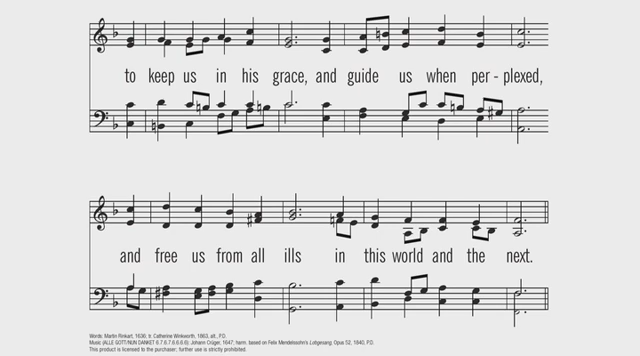 to keep us in his grace, and guide us when per - plexed,
and free us from all ills in this world and the next.
Words: Martin Rinkart, 1636; tr. Catherine Winkworth, 1863, alt., P.D.
Music (ALLE GOTT/NUN DANKET 6.7.6.7.6.6.6.6): Johann Crüger, 1647; harm. based on Felix Mendelssohn's Lobgesang, Opus 52, 1840, P.D.
This product is licensed to the purchaser; further use is strictly prohibited.